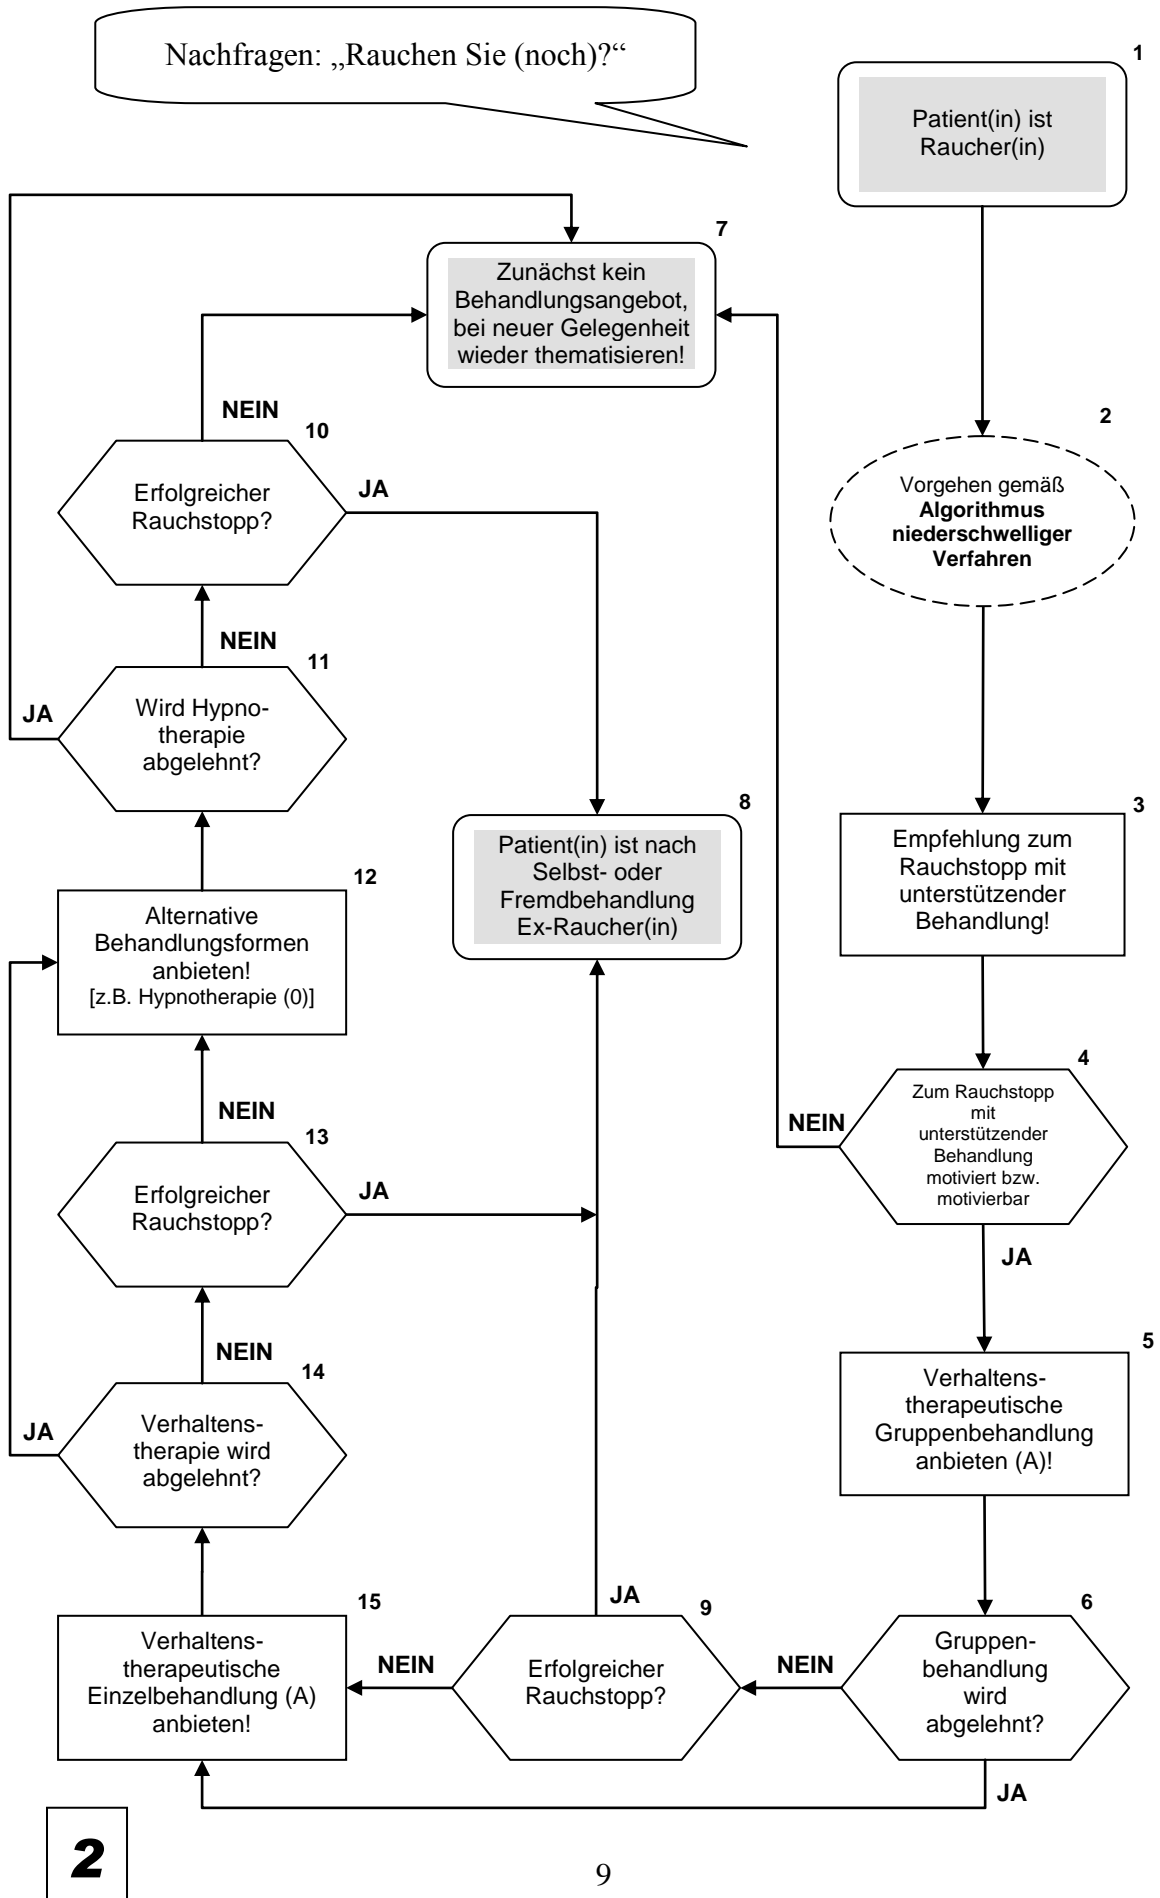 Nachfragen: „Rauchen Sie (noch)?“
1
Patient(in) ist
Raucher(in)
7
Zunächst kein
Behandlungsangebot,
bei neuer Gelegenheit
wieder thematisieren!
2
Vorgehen gemäß
Algorithmus
niederschwelliger
Verfahren
NEIN
10
Erfolgreicher
Rauchstopp?
JA
NEIN
11
Wird Hypno-
therapie
abgelehnt?
JA
8
Patient(in) ist nach
Selbst- oder
Fremdbehandlung
Ex-Raucher(in)
3
Empfehlung zum
Rauchstopp mit
unterstützender
Behandlung!
12
Alternative
Behandlungsformen
anbieten!
[z.B. Hypnotherapie (0)]
4
Zum Rauchstopp
mit
unterstützender
Behandlung
motiviert bzw.
motivierbar
NEIN
JA
NEIN
13
Erfolgreicher
Rauchstopp?
JA
5
Verhaltens-
therapeutische
Gruppenbehandlung
anbieten (A)!
NEIN
14
Verhaltens-
therapie wird
abgelehnt?
JA
15
Verhaltens-
therapeutische
Einzelbehandlung (A)
anbieten!
NEIN
JA
9
Erfolgreicher
Rauchstopp?
NEIN
6
Gruppen-
behandlung
wird
abgelehnt?
JA
2
9